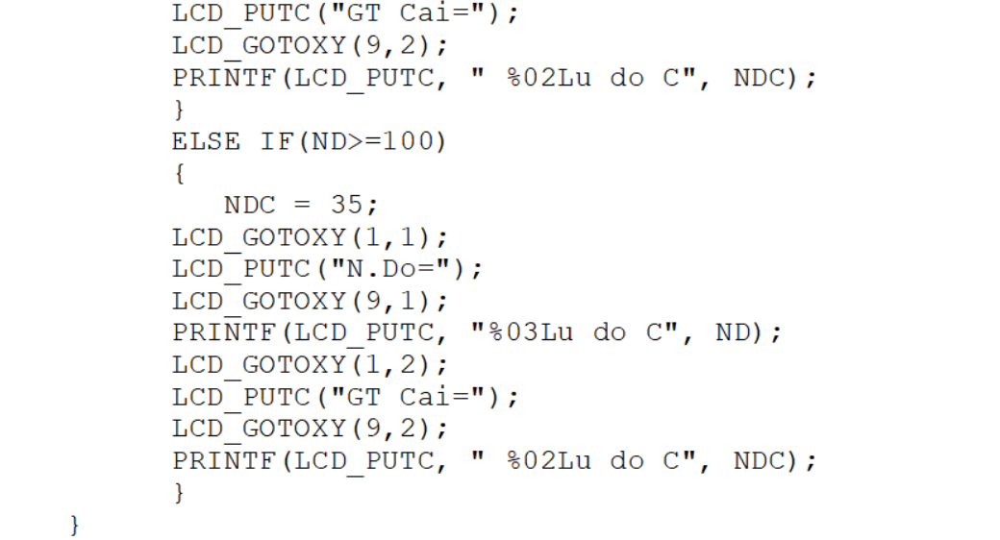 LCD_PUTC("GT Cai=");
LCD_GOTOXY(9,2);
PRINTF(LCD_PUTC, " %02Lu do C", NDC);
}
ELSE IF(ND>=100)
{
NDC = 35;
LCD_GOTOXY(1,1);
LCD_PUTC("N.Do=");
LCD_GOTOXY(9,1);
PRINTF(LCD_PUTC, "%03Lu do C", ND);
LCD_GOTOXY(1,2);
LCD_PUTC("GT Cai=");
LCD_GOTOXY(9,2);
PRINTF(LCD_PUTC, " %02Lu do C", NDC);
}
}